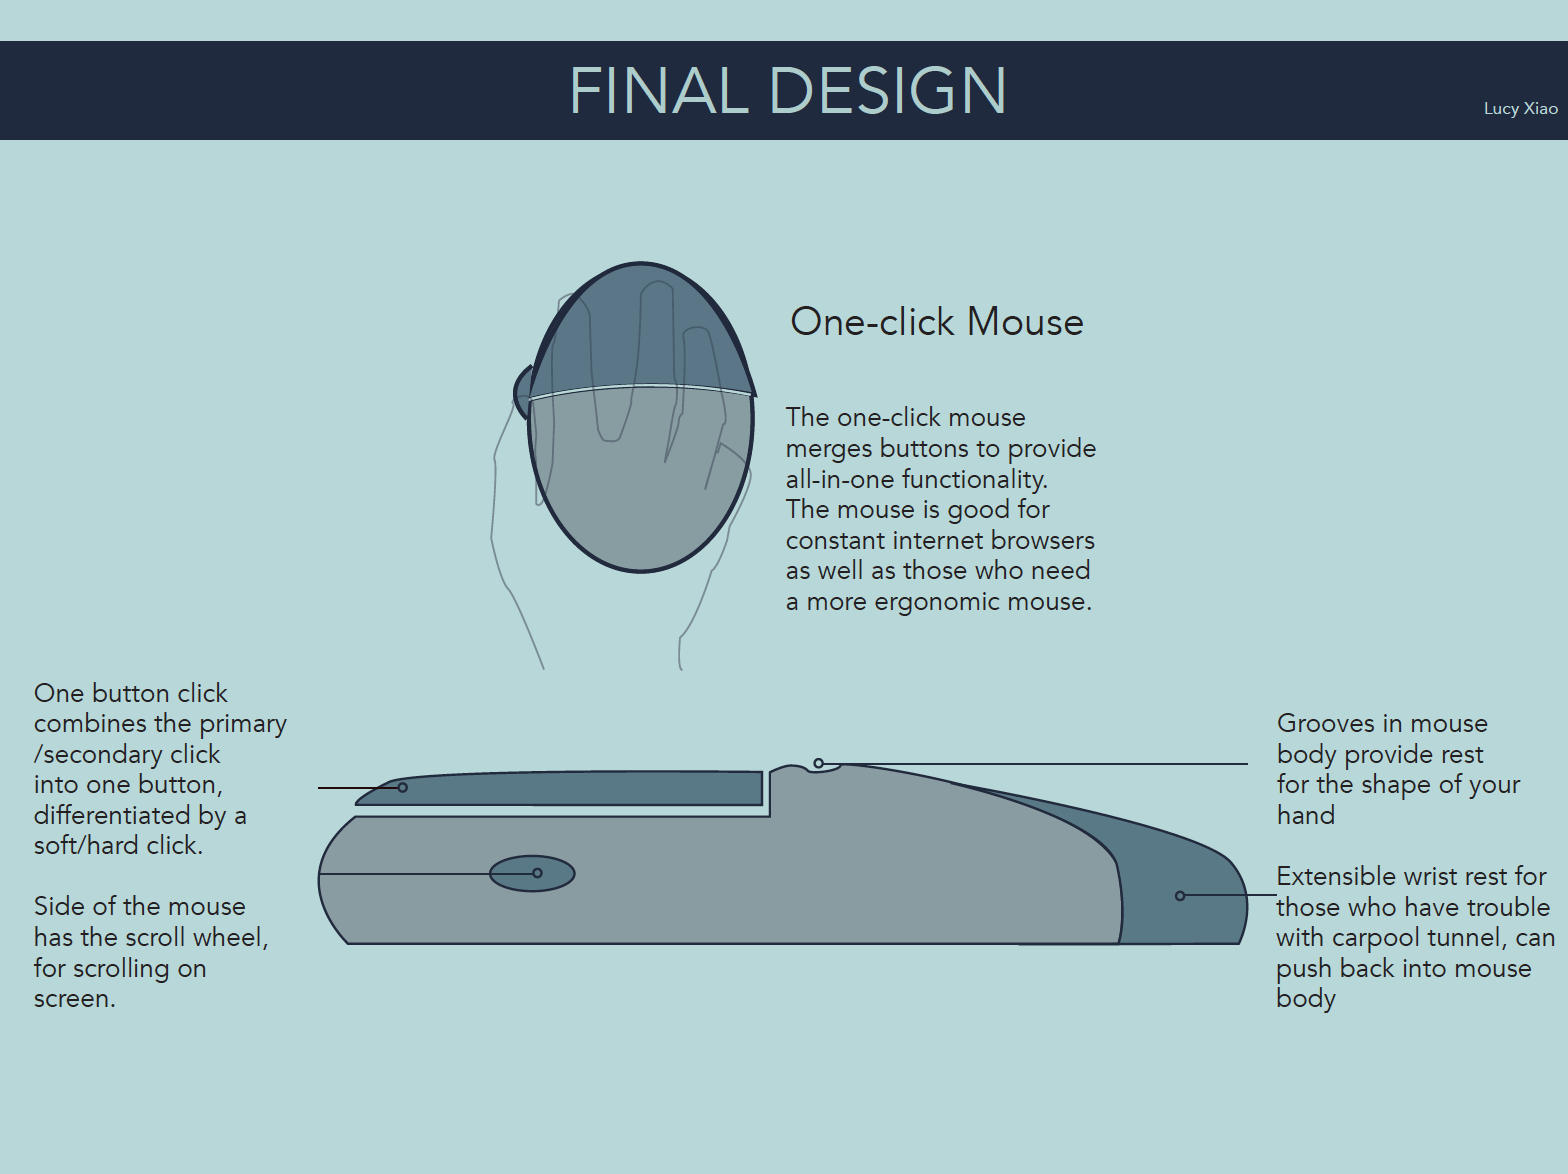 FINAL DESIGN
Lucy Xiao
One-click Mouse
The one-click mouse
merges buttons to provide
all-in-one functionality.
The mouse is good for
constant internet browsers
as well as those who need
a more ergonomic mouse.
One button click
combines the primary
/secondary click
into one button,
differentiated by a
soft/hard click.
Side of the mouse
has the scroll wheel,
for scrolling on
screen.
Grooves in mouse
body provide rest
for the shape of your
hand
Extensible wrist rest for
those who have trouble
with carpool tunnel, can
push back into mouse
body